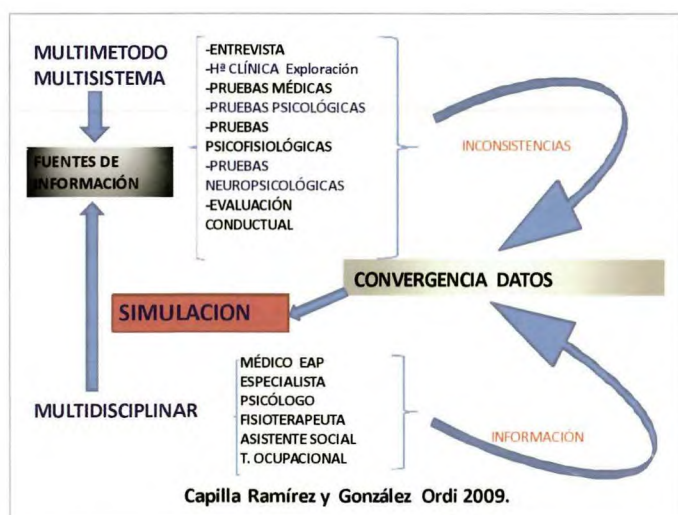 MULTIMETODO
MULTISISTEMA
-ENTREVISTA
-Hª CLÍNICA Exploración
-PRUEBAS MÉDICAS
-PRUEBAS PSICOLÓGICAS
-PRUEBAS
PSICOFISIOLÓGICAS
-PRUEBAS
NEUROPSICOLÓGICAS
-EVALUACIÓN
CONDUCTUAL
INCONSISTENCIAS
FUENTES DE
INFORMACIÓN
CONVERGENCIA DATOS
SIMULACION
MULTIDISCIPLINAR
MÉDICO EAP
ESPECIALISTA
PSICÓLOGO
FISIOTERAPEUTA
ASISTENTE SOCIAL
T. OCUPACIONAL
INFORMACIÓN
Capilla Ramírez y González Ordi 2009.